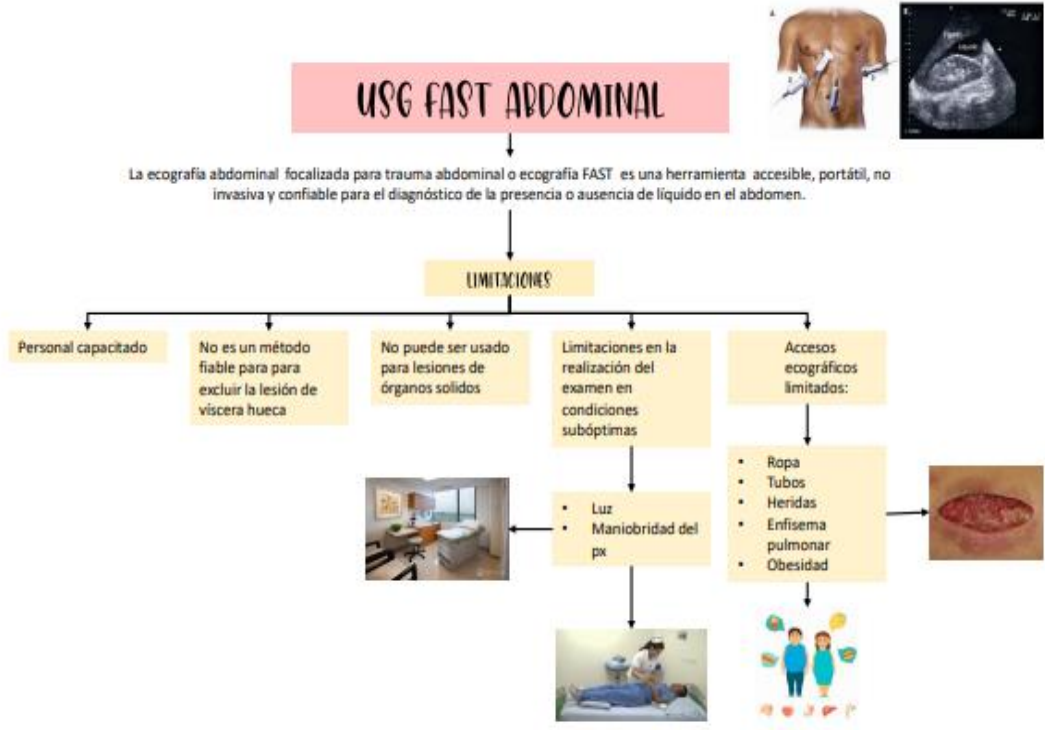 USG FAST ABDOMINAL
La ecografía abdominal focalizada para trauma abdominal o ecografía FAST es una herramienta accesible, portátil, no
invasiva y confiable para el diagnóstico de la presencia o ausencia de líquido en el abdomen.
LIMITACIONES
Personal capacitado
No es un método
fiable para para
excluir la lesión de
víscera hueca
No puede ser usado
para lesiones de
órganos solidos
Limitaciones en la
realización del
examen en
condiciones
subóptimas
Accesos
ecográficos
limitados:
• Luz
• Maniobridad del
px
• Ropa
• Tubos
• Heridas
• Enfisema
pulmonar
• Obesidad